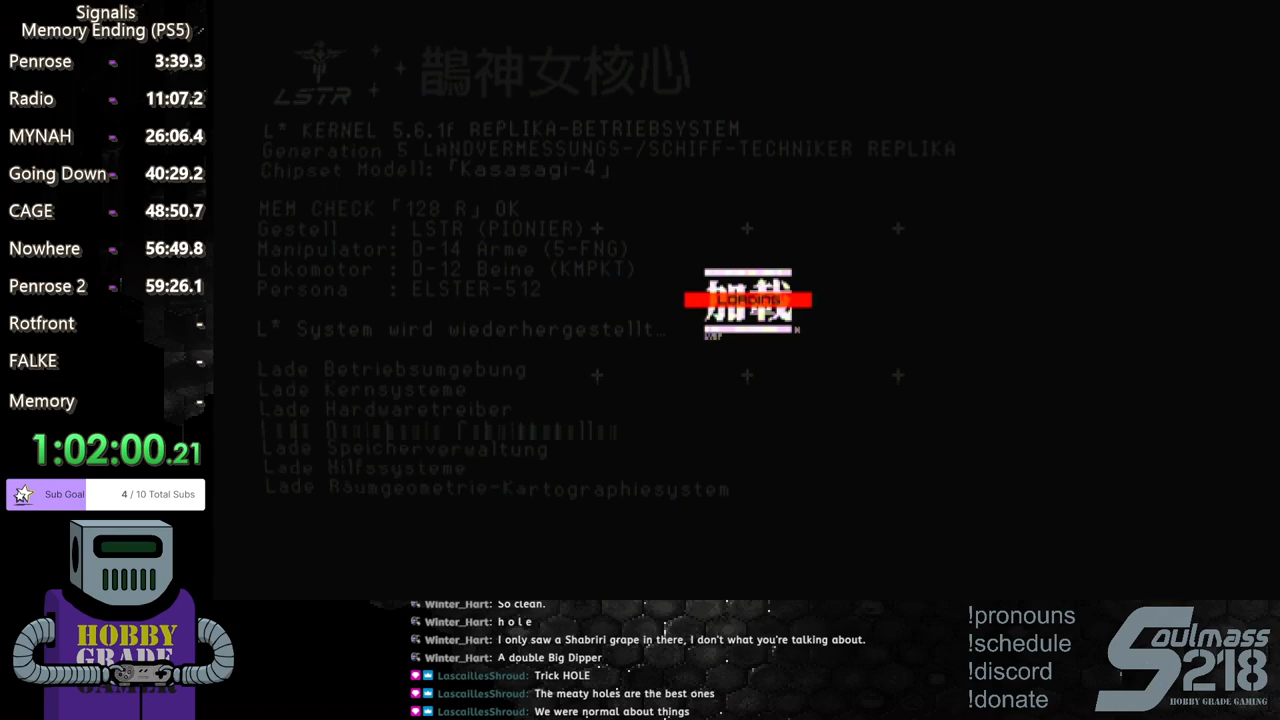 Signalis
Memory Ending (PS5)
Penrose 3:39.3
Radio 11:07.2
MYNAH 26:06.4
Going Down 40:29.2
CAGE 48:50.7
Nowhere 56:49.8
Penrose 2 59:26.1
Rotfront -
FALKE -
Memory -
1:02:00.21
Sub Goal 4 / 10 Total Subs
HOBBY
GRADE
GAMER
LSTR
鵲神女核心
L* KERNEL 5.6.1f REPLIKA-BETRIEBSYSTEM
Generation 5 LANDVERMESSUNGS-/SCHIFF-TECHNIKER REPLIKA
Chipset Modell:「Kasasagi-4」
MEM CHECK「128 R」OK
Gestell : LSTR (PIONIER)
Manipulator: D-14 Arme (5-FNG)
Lokomotor : D-12 Beine (KMPKT)
Persona : ELSTER-512
L* System wird wiederhergestellt…
Lade Betriebsumgebung
Lade Kernsysteme
Lade Hardwaretreiber
Lade Speicherverwaltung
Lade Hilfssysteme
Lade Raumgeometrie-Kartographiesystem
加载
LOADING
Winter_Hart: So clean.
Winter_Hart: h o l e
Winter_Hart: I only saw a Shabriri grape in there, I don't what you're talking about.
Winter_Hart: A double Big Dipper
LascaillesShroud: Trick HOLE
LascaillesShroud: The meaty holes are the best ones
LascaillesShroud: We were normal about things
!pronouns
!schedule
!discord
!donate
Soulmass
218
HOBBY GRADE GAMING